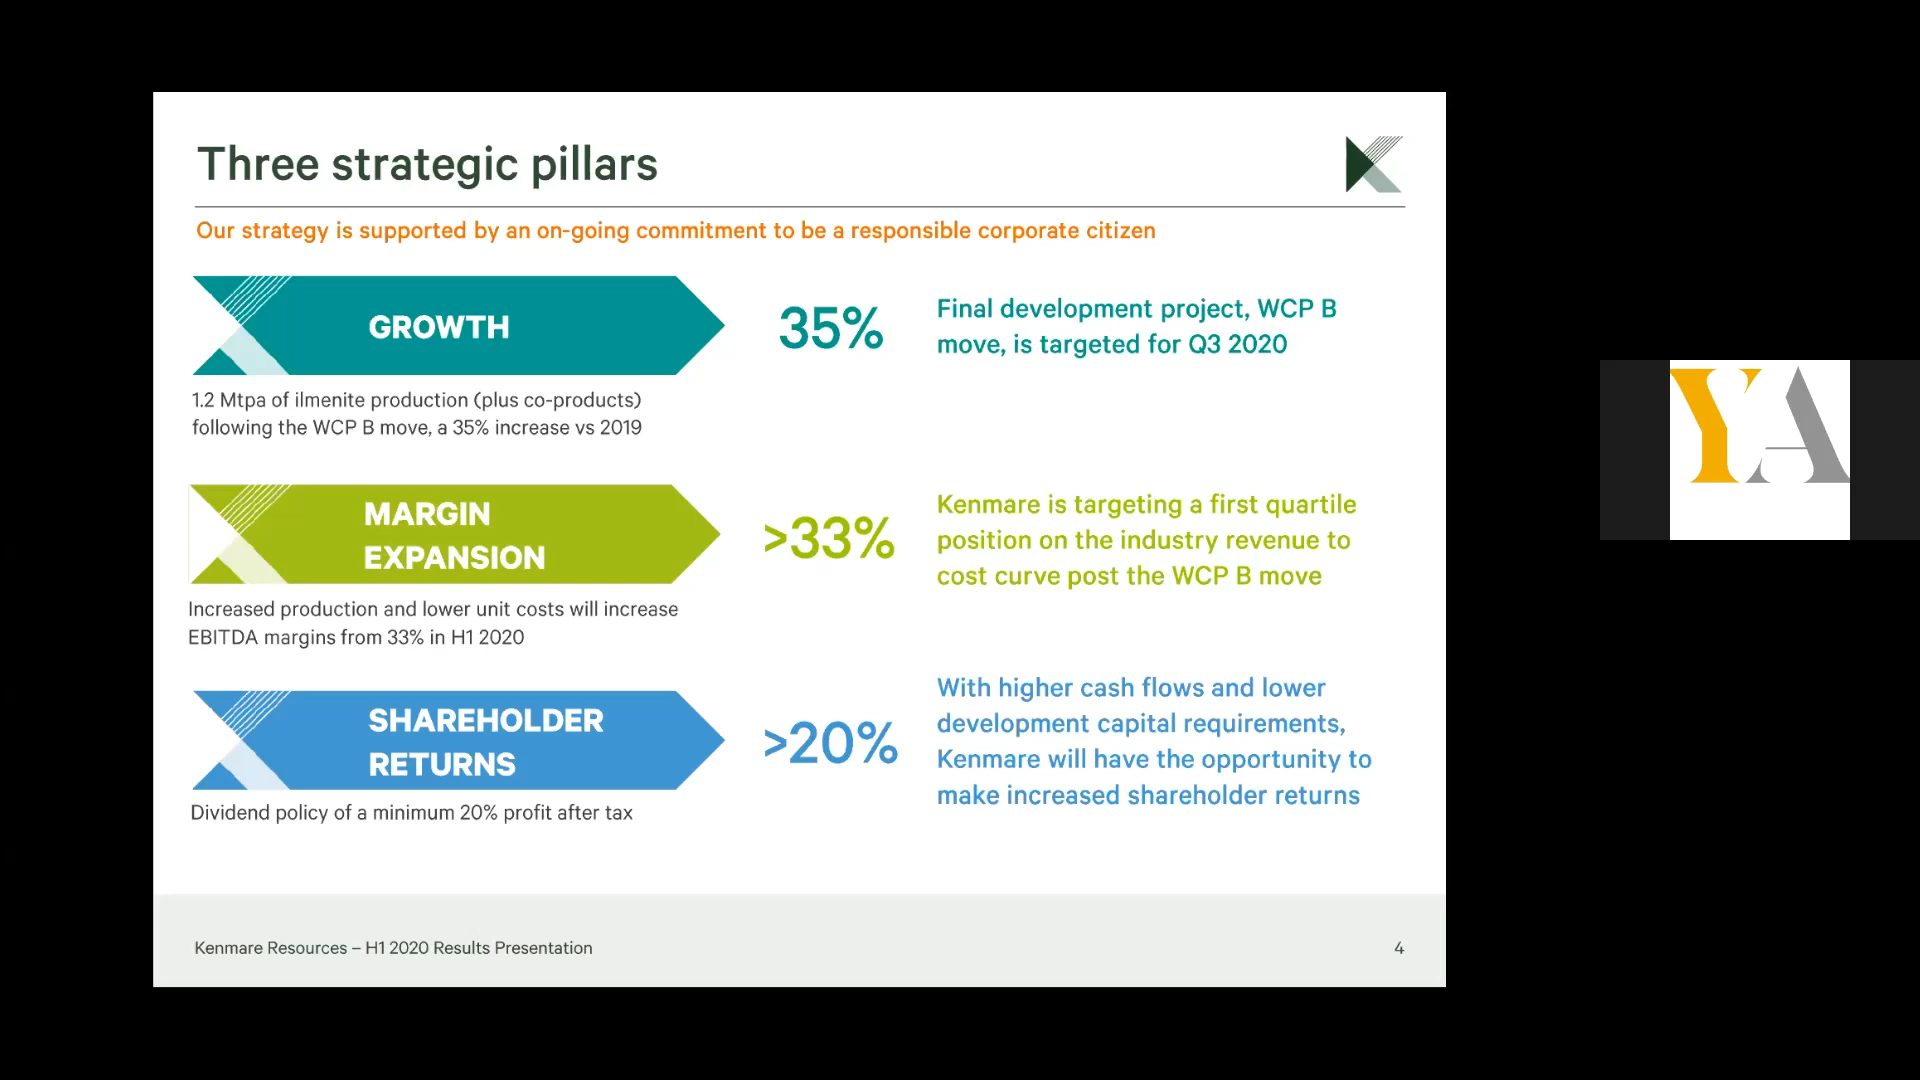 Three strategic pillars
Our strategy is supported by an on-going commitment to be a responsible corporate citizen
GROWTH
35%
Final development project, WCP B
move, is targeted for Q3 2020
1.2 Mtpa of ilmenite production (plus co-products)
following the WCP B move, a 35% increase vs 2019
MARGIN
EXPANSION
>33%
Kenmare is targeting a first quartile
position on the industry revenue to
cost curve post the WCP B move
Increased production and lower unit costs will increase
EBITDA margins from 33% in H1 2020
SHAREHOLDER
RETURNS
>20%
With higher cash flows and lower
development capital requirements,
Kenmare will have the opportunity to
make increased shareholder returns
Dividend policy of a minimum 20% profit after tax
Kenmare Resources – H1 2020 Results Presentation
4
YA